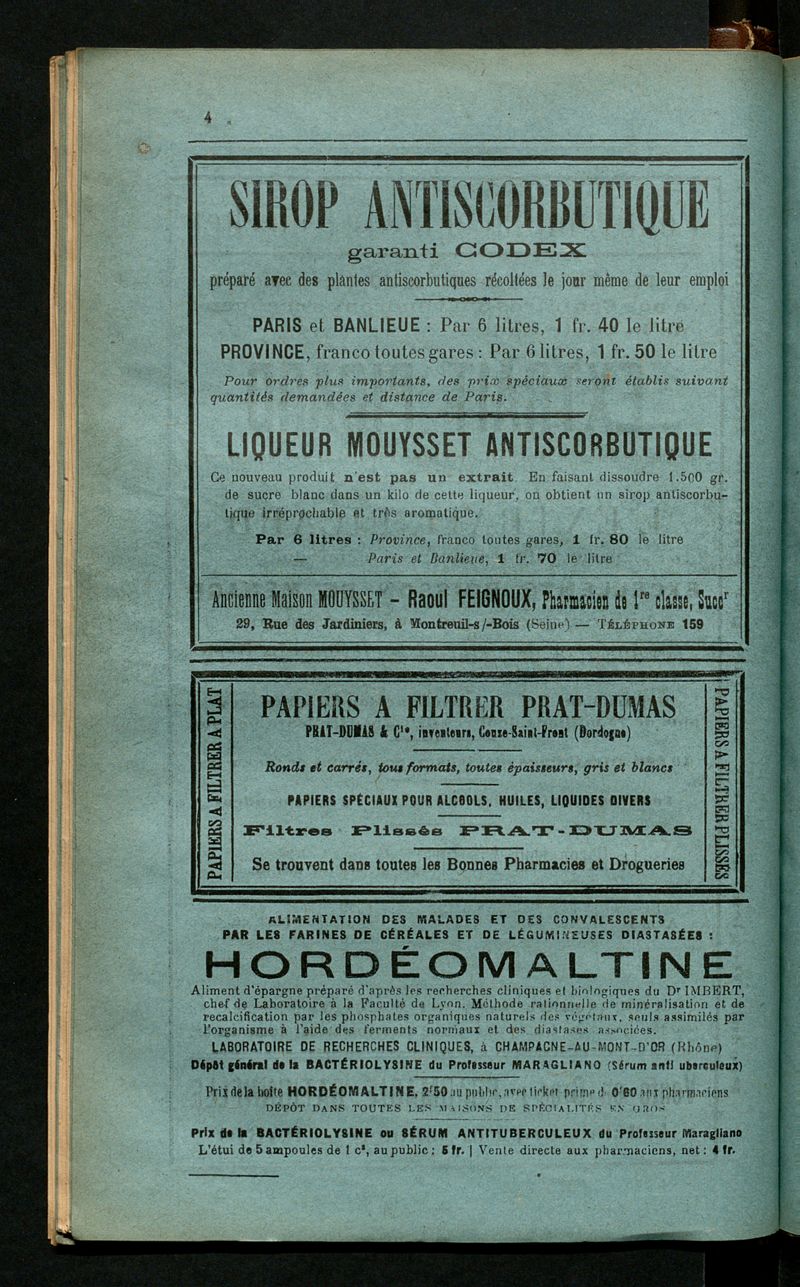 4
SIROP ANTISCORBUTIQUE
garanti CODEX
préparé avec des plantes antiscorbutiques récoltées le jour même de leur emploi
PARIS et BANLIEUE : Par 6 litres, 1 fr. 40 le litre
PROVINCE, franco toutes gares : Par 6 litres, 1 fr. 50 le litre
Pour ordres plus importants, des prix spéciaux seront établis suivant
quantités demandées et distance de Paris.
LIQUEUR MOUYSSET ANTISCORBUTIQUE
Ce nouveau produit n'est pas un extrait. En faisant dissoudre 1.500 gr.
de sucre blanc dans un kilo de cette liqueur, on obtient un sirop antiscorbu-
tique irréprochable et très aromatique.
Par 6 litres : Province, franco toutes gares, 1 fr. 80 le litre
— Paris et Banlieue, 1 fr. 70 le litre
Ancienne Maison MOUYSSET - Raoul FEIGNOUX, Pharmacien de 1re classe, Succr
29, Rue des Jardiniers, à Montreuil-s/-Bois (Seine) — TÉLÉPHONE 159
PAPIERS A FILTRER A PLAT
PAPIERS A FILTRER PRAT-DUMAS
PRAT-DUMAS & Cie, inventeurs, Couze-Saint-Front (Dordogne)
Ronds et carrés, tous formats, toutes épaisseurs, gris et blancs
PAPIERS SPÉCIAUX POUR ALCOOLS, HUILES, LIQUIDES DIVERS
Filtres Plissés PRAT-DUMAS
Se trouvent dans toutes les Bonnes Pharmacies et Drogueries
PAPIERS A FILTRER PLISSÉS
ALIMENTATION DES MALADES ET DES CONVALESCENTS
PAR LES FARINES DE CÉRÉALES ET DE LÉGUMINEUSES DIASTASÉES :
HORDÉOMALTINE
Aliment d'épargne préparé d'après les recherches cliniques et biologiques du Dr IMBERT,
chef de Laboratoire à la Faculté de Lyon. Méthode rationnelle de minéralisation et de
recalcification par les phosphates organiques naturels des végétaux, seuls assimilés par
l'organisme à l'aide des ferments normaux et des diastases associées.
LABORATOIRE DE RECHERCHES CLINIQUES, à CHAMPAGNE-AU-MONT-D'OR (Rhône)
Dépôt général de la BACTÉRIOLYSINE du Professeur MARAGLIANO (Sérum anti uberculeux)
Prix de la boîte HORDÉOMALTINE, 2f50 au public, avec ticket prime d 0f60 aux pharmaciens
DÉPÔT DANS TOUTES LES MAISONS DE SPÉCIALITÉS EN GROS
Prix de la BACTÉRIOLYSINE ou SÉRUM ANTITUBERCULEUX du Professeur Maragliano
L'étui de 5 ampoules de 1 c³, au public : 5 fr. | Vente directe aux pharmaciens, net : 4 fr.